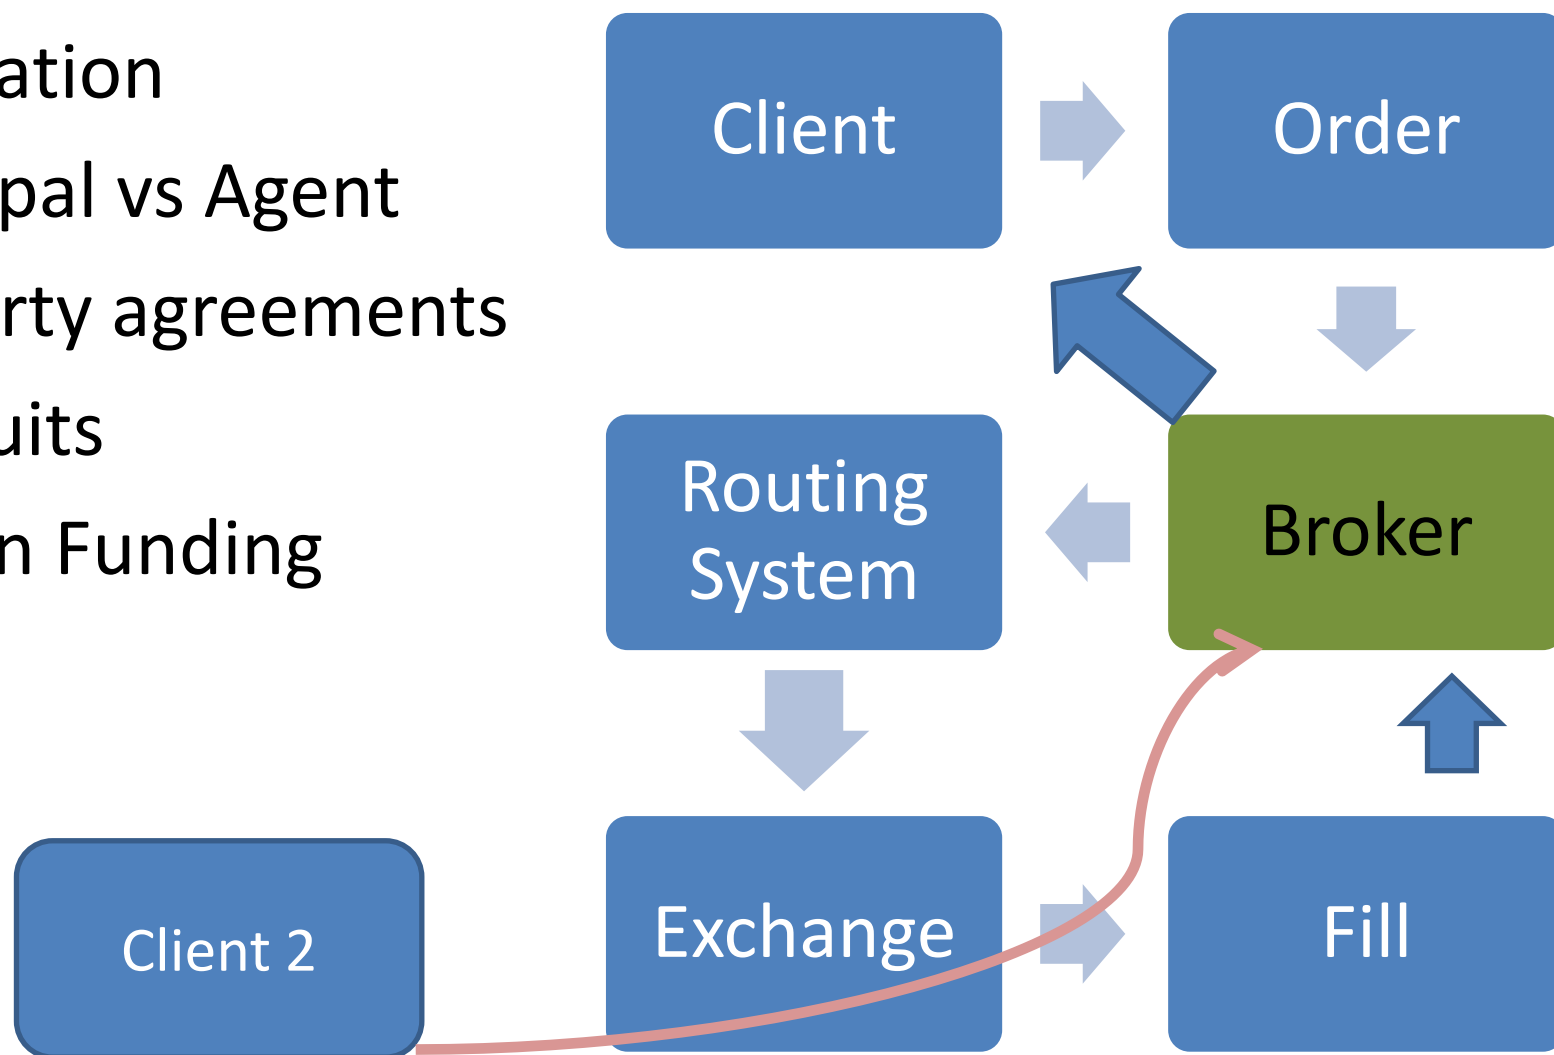 ation
pal vs Agent
rty agreements
uits
n Funding
Client
Order
Routing
System
Broker
Client 2
Exchange
Fill